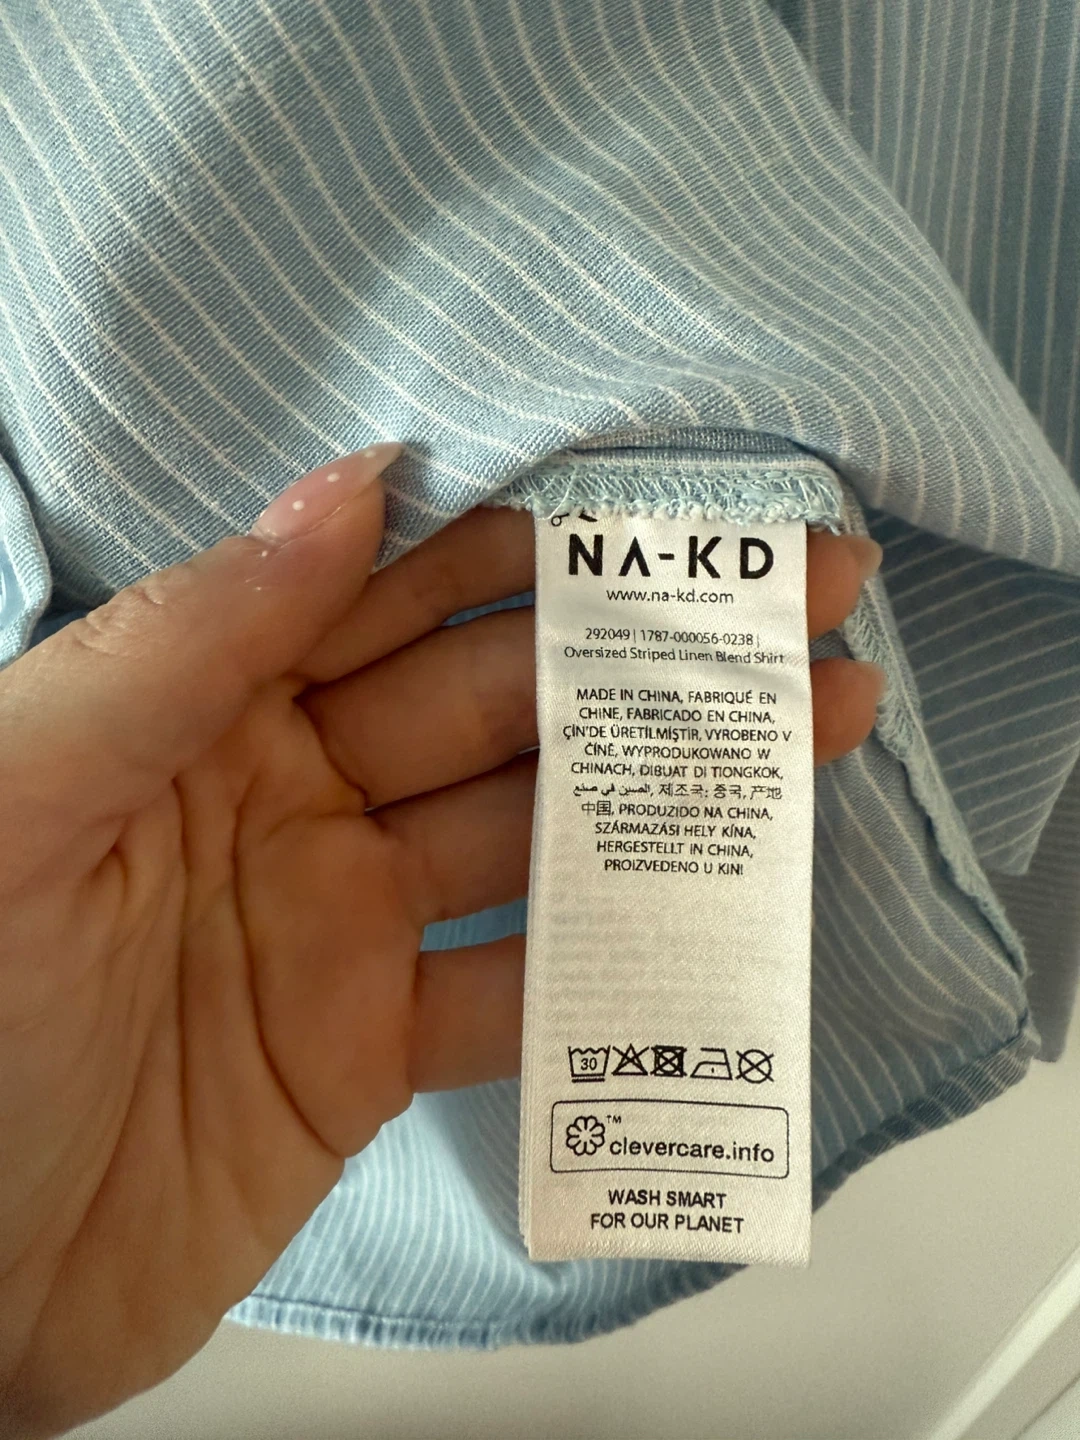 NA-KD
www.na-kd.com
292049 | 1787-000056-0238 |
Oversized Striped Linen Blend Shirt
MADE IN CHINA, FABRIQUÉ EN
CHINE, FABRICADO EN CHINA,
ÇİN'DE ÜRETİLMİŞTİR, VYROBENO V
ČÍNĚ, WYPRODUKOWANO W
CHINACH, DIBUAT DI TIONGKOK,
الصين في صنع, 제조국: 중국, 产地
中国, PRODUZIDO NA CHINA,
SZÁRMAZÁSI HELY KÍNA,
HERGESTELLT IN CHINA,
PROIZVEDENO U KINI
30
TM
clevercare.info
WASH SMART
FOR OUR PLANET